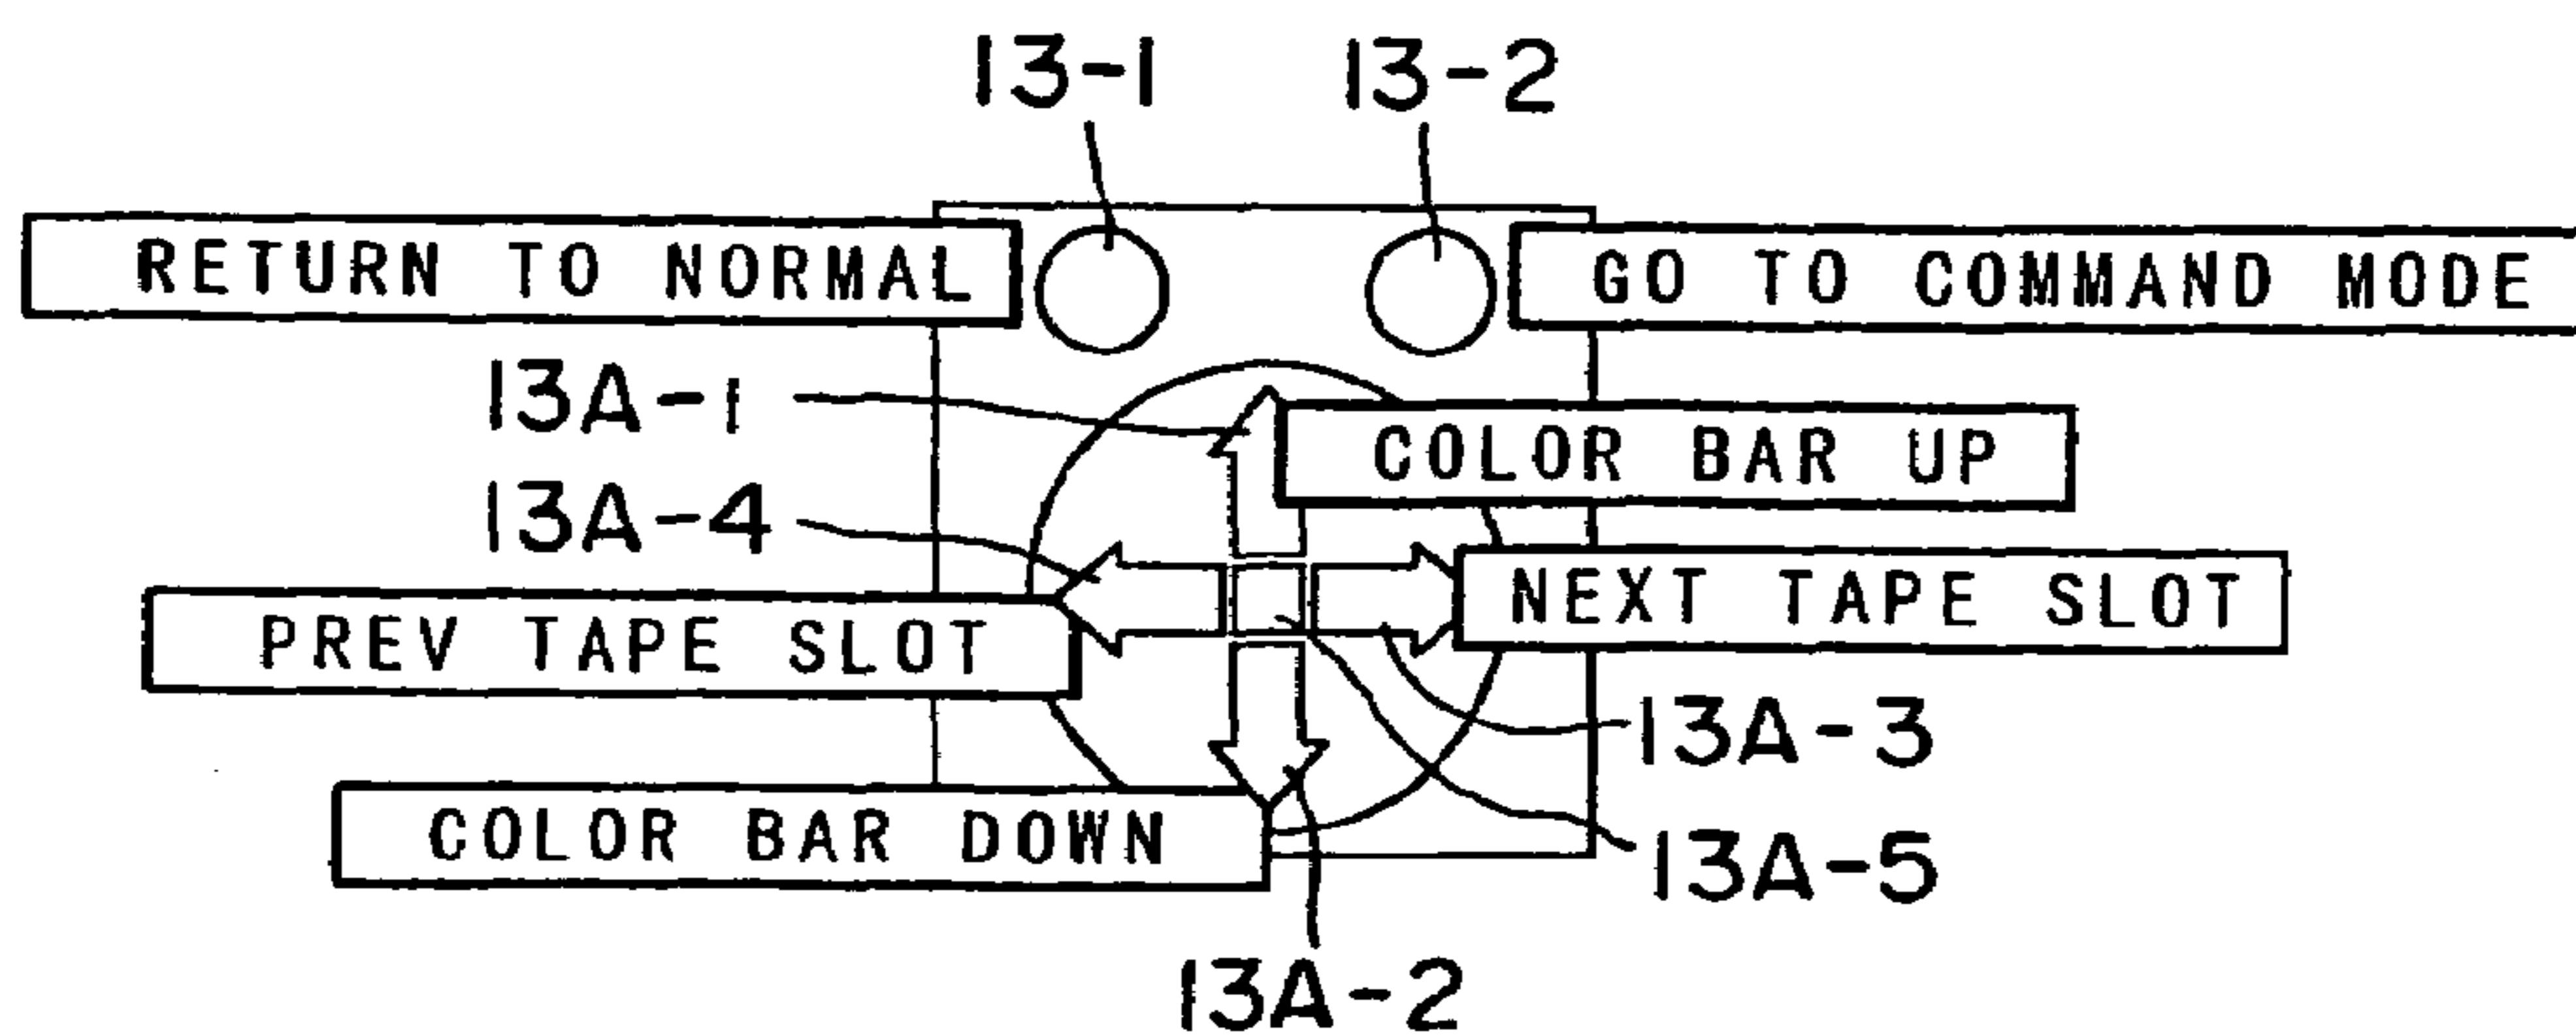 13-1 13-2
RETURN TO NORMAL GO TO COMMAND MODE
13A-1 COLOR BAR UP
13A-4
NEXT TAPE SLOT
PREV TAPE SLOT
13A-3
COLOR BAR DOWN
13A-5
13A-2